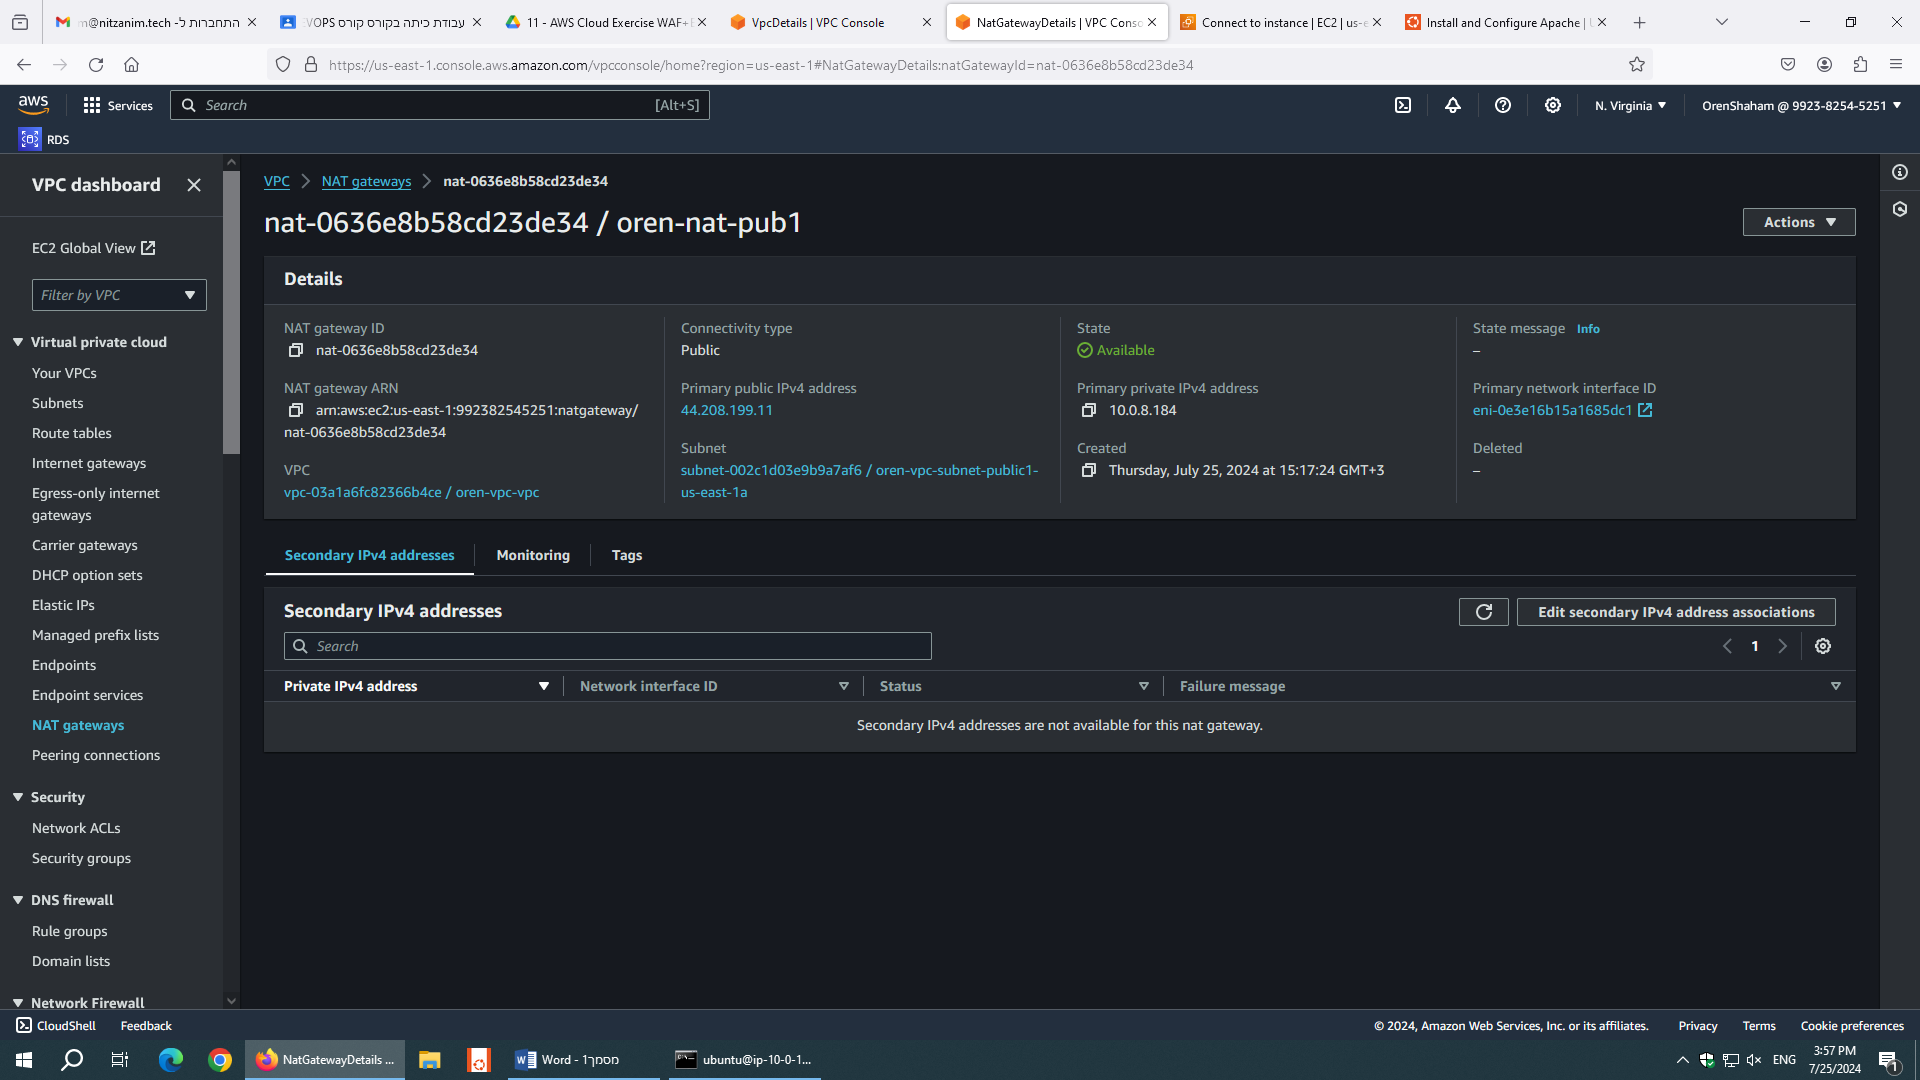 m@nitzanim.tech -התחברות ל
עבודת כיתה בקורס קורס VOPS
11 - AWS Cloud Exercise WAF+
VpcDetails | VPC Console
NatGatewayDetails | VPC Conso
Connect to instance | EC2 | us-e
Install and Configure Apache |
https://us-east-1.console.aws.amazon.com/vpcconsole/home?region=us-east-1#NatGatewayDetails:natGatewayId=nat-0636e8b58cd23de34
aws
Services
Search
[Alt+S]
N. Virginia
OrenShaham @ 9923-8254-5251
RDS
VPC dashboard
EC2 Global View
Filter by VPC
Virtual private cloud
Your VPCs
Subnets
Route tables
Internet gateways
Egress-only internet
gateways
Carrier gateways
DHCP option sets
Elastic IPs
Managed prefix lists
Endpoints
Endpoint services
NAT gateways
Peering connections
Security
Network ACLs
Security groups
DNS firewall
Rule groups
Domain lists
Network Firewall
VPC
NAT gateways
nat-0636e8b58cd23de34
nat-0636e8b58cd23de34 / oren-nat-pub1
Actions
Details
NAT gateway ID
nat-0636e8b58cd23de34
NAT gateway ARN
arn:aws:ec2:us-east-1:992382545251:natgateway/
nat-0636e8b58cd23de34
VPC
vpc-03a1a6fc82366b4ce / oren-vpc-vpc
Connectivity type
Public
Primary public IPv4 address
44.208.199.11
Subnet
subnet-002c1d03e9b9a7af6 / oren-vpc-subnet-public1-
us-east-1a
State
Available
Primary private IPv4 address
10.0.8.184
Created
Thursday, July 25, 2024 at 15:17:24 GMT+3
State message Info
–
Primary network interface ID
eni-0e3e16b15a1685dc1
Deleted
–
Secondary IPv4 addresses
Monitoring
Tags
Secondary IPv4 addresses
Edit secondary IPv4 address associations
Search
1
Private IPv4 address
Network interface ID
Status
Failure message
Secondary IPv4 addresses are not available for this nat gateway.
CloudShell
Feedback
© 2024, Amazon Web Services, Inc. or its affiliates.
Privacy
Terms
Cookie preferences
NatGatewayDetails ...
Word - מסמך1
ubuntu@ip-10-0-1...
ENG
3:57 PM
7/25/2024
1